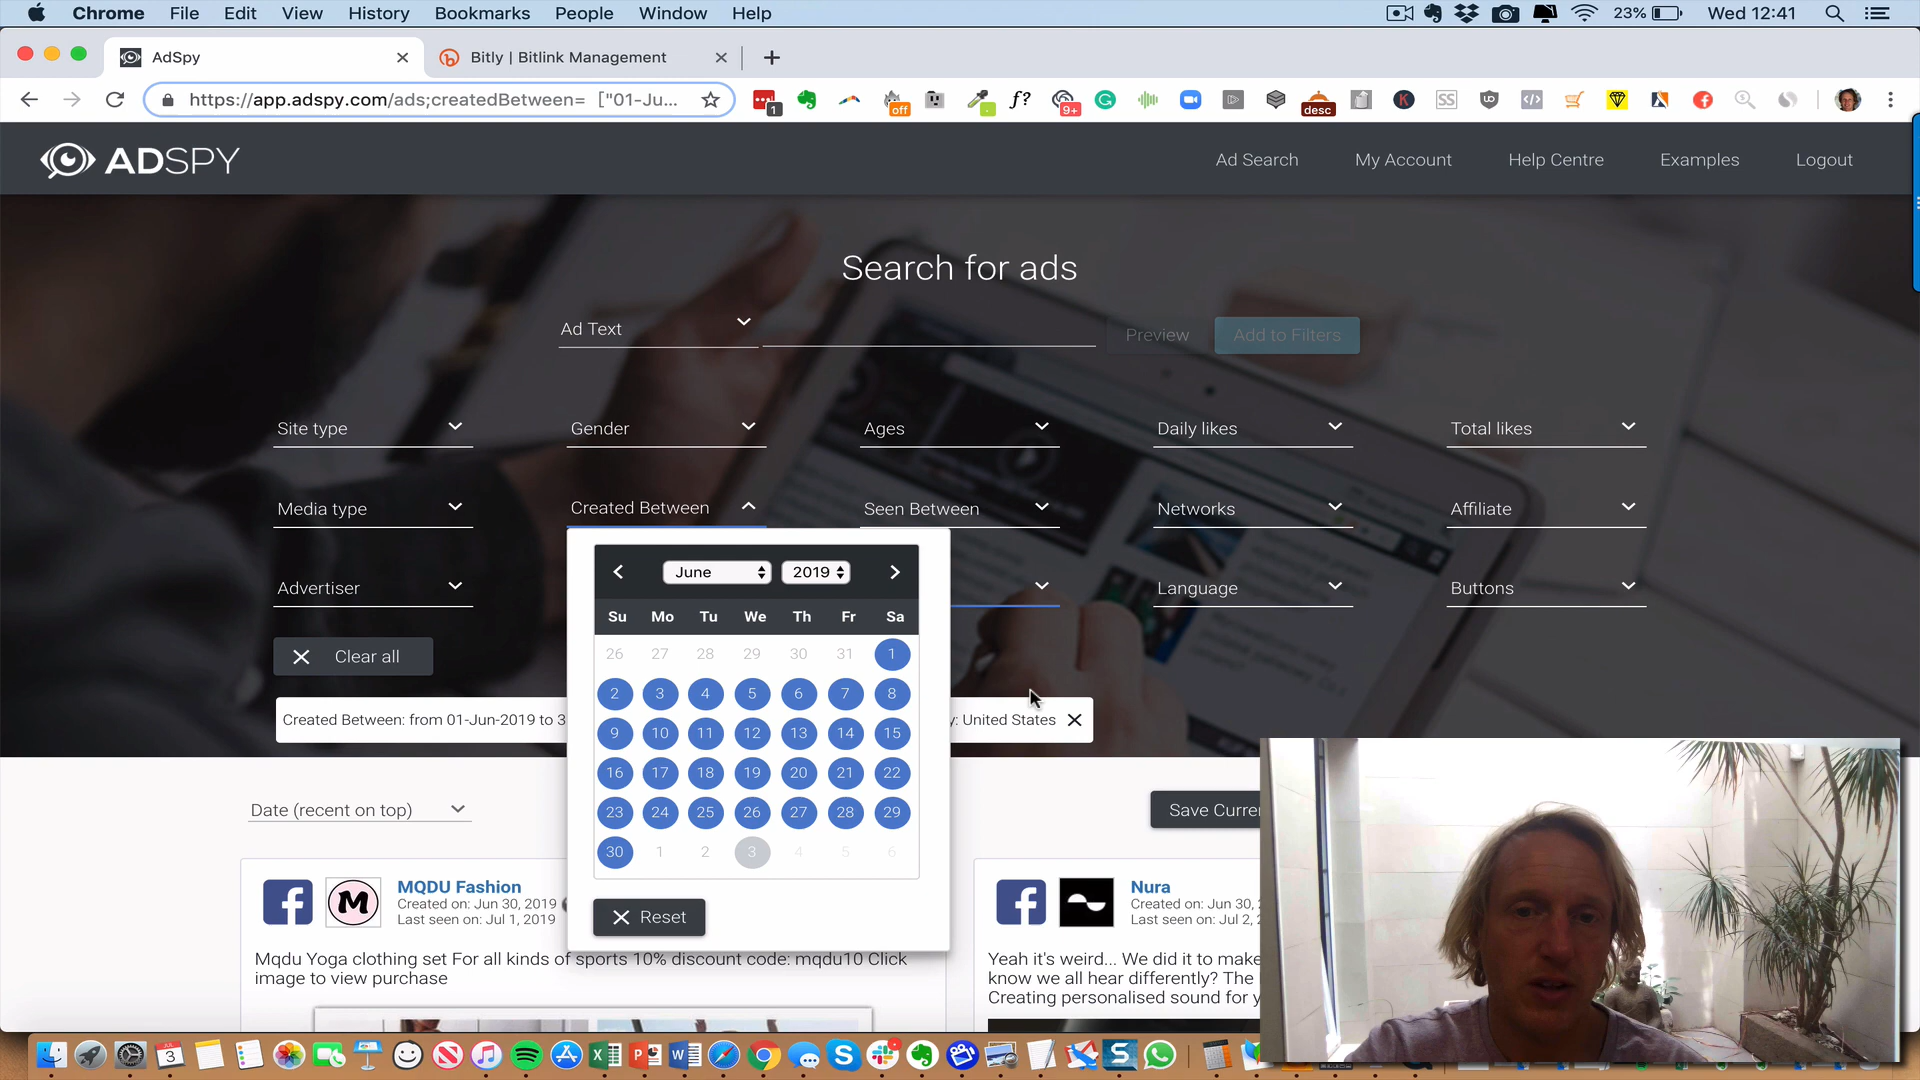 Chrome File Edit View History Bookmarks People Window Help 23% Wed 12:41
AdSpy Bitly | Bitlink Management
https://app.adspy.com/ads;createdBetween= ["01-Ju...
1 off f? 9+ desc K SS
ADSPY Ad Search My Account Help Centre Examples Logout
Search for ads
Ad Text Preview Add to Filters
Site type Gender Ages Daily likes Total likes
Media type Created Between Seen Between Networks Affiliate
Advertiser Language Buttons
June 2019
Su Mo Tu We Th Fr Sa
26 27 28 29 30 31 1
2 3 4 5 6 7 8
9 10 11 12 13 14 15
16 17 18 19 20 21 22
23 24 25 26 27 28 29
30 1 2 3 4 5 6
Reset
Clear all
Created Between: from 01-Jun-2019 to 3 y: United States
Date (recent on top) Save Curre
MQDU Fashion
Created on: Jun 30, 2019
Last seen on: Jul 1, 2019
Mqdu Yoga clothing set For all kinds of sports 10% discount code: mqdu10 Click
image to view purchase
Nura
Created on: Jun 30, 2
Last seen on: Jul 2, 2
Yeah it's weird... We did it to make
know we all hear differently? The
Creating personalised sound for y
JUL 3